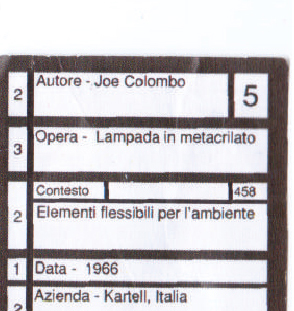 2 Autore - Joe Colombo 5
3 Opera - Lampada in metacrilato
Contesto 458
2 Elementi flessibili per l'ambiente
1 Data - 1966
2 Azienda - Kartell, Italia